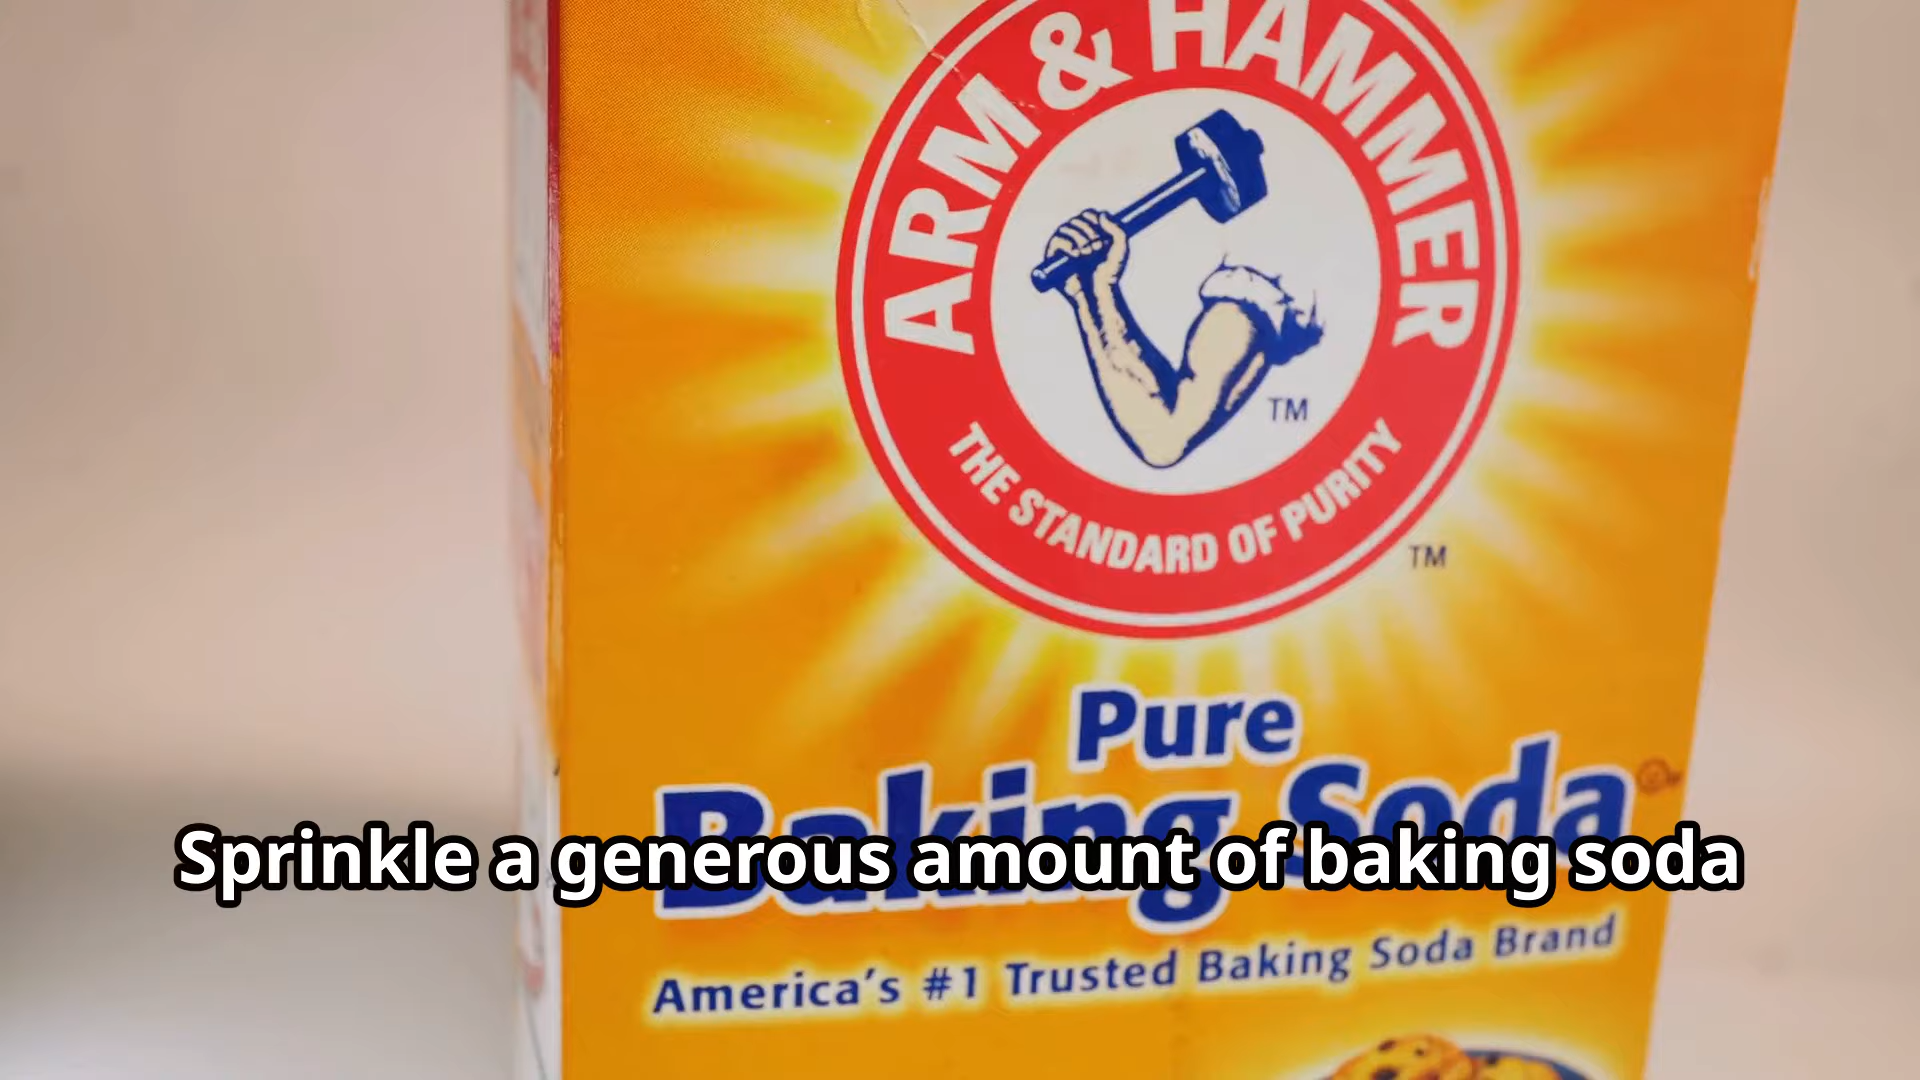 ARM & HAMMER
TM
THE STANDARD OF PURITY
TM
Pure
Baking Soda
Sprinkle a generous amount of baking soda
America's #1 Trusted Baking Soda Brand